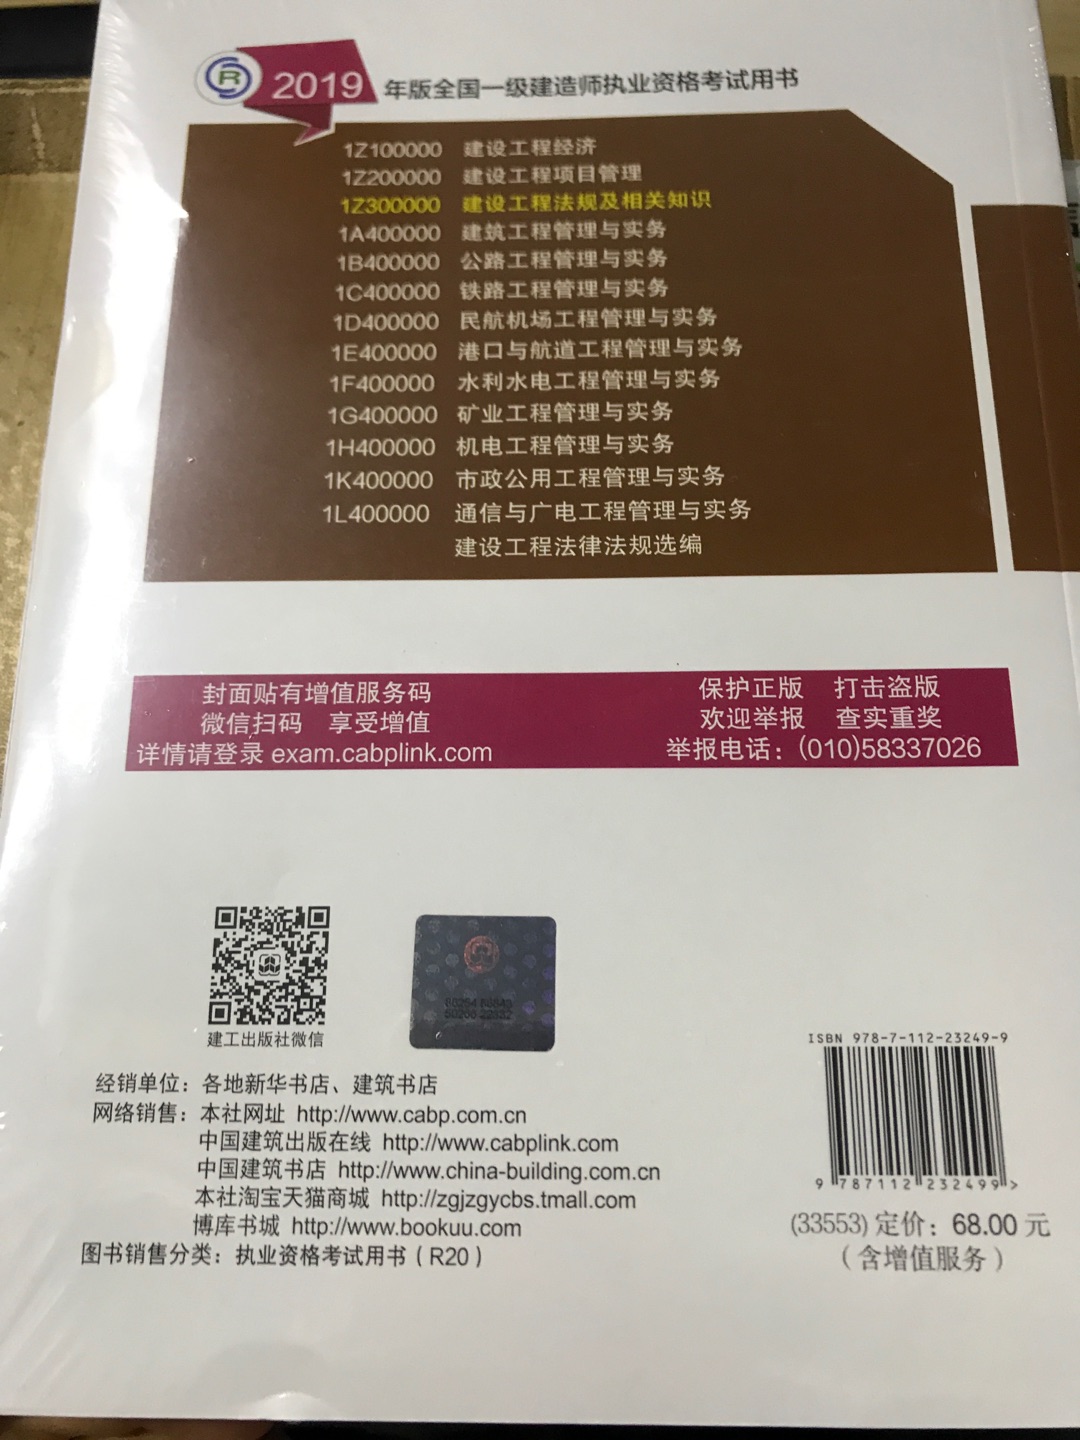 R
2019 年版全国一级建造师执业资格考试用书
1Z100000 建设工程经济
1Z200000 建设工程项目管理
1Z300000 建设工程法规及相关知识
1A400000 建筑工程管理与实务
1B400000 公路工程管理与实务
1C400000 铁路工程管理与实务
1D400000 民航机场工程管理与实务
1E400000 港口与航道工程管理与实务
1F400000 水利水电工程管理与实务
1G400000 矿业工程管理与实务
1H400000 机电工程管理与实务
1K400000 市政公用工程管理与实务
1L400000 通信与广电工程管理与实务
建设工程法律法规选编
封面贴有增值服务码
微信扫码 享受增值
详情请登录 exam.cabplink.com
保护正版 打击盗版
欢迎举报 查实重奖
举报电话：(010)58337026
建工出版社微信
经销单位：各地新华书店、建筑书店
网络销售：本社网址 http://www.cabp.com.cn
中国建筑出版在线 http://www.cabplink.com
中国建筑书店 http://www.china-building.com.cn
本社淘宝天猫商城 http://zgjzgycbs.tmall.com
博库书城 http://www.bookuu.com
图书销售分类：执业资格考试用书（R20）
ISBN 978-7-112-23249-9
9 787112 232499 >
(33553) 定价：68.00 元
（含增值服务）